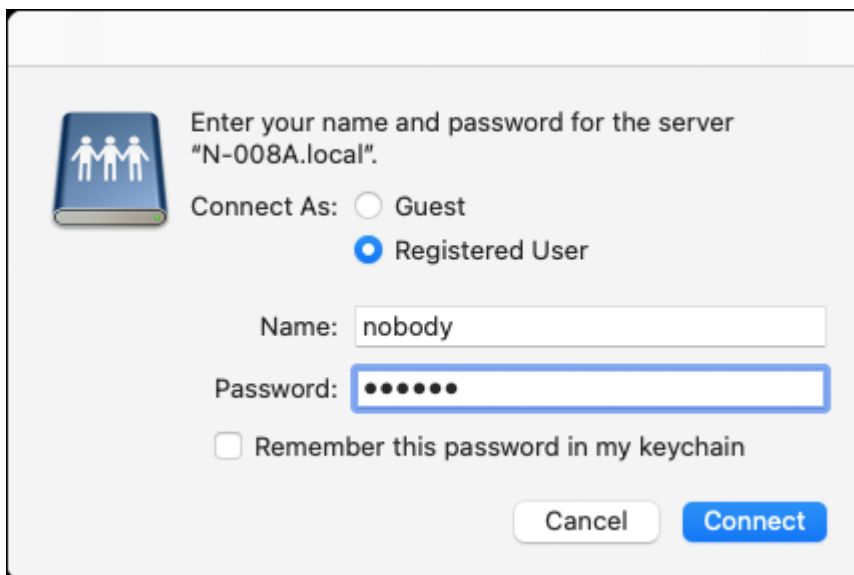 Enter your name and password for the server
“N-008A.local”.
Connect As: Guest
Registered User
Name: nobody
Password: ••••••
Remember this password in my keychain
Cancel Connect